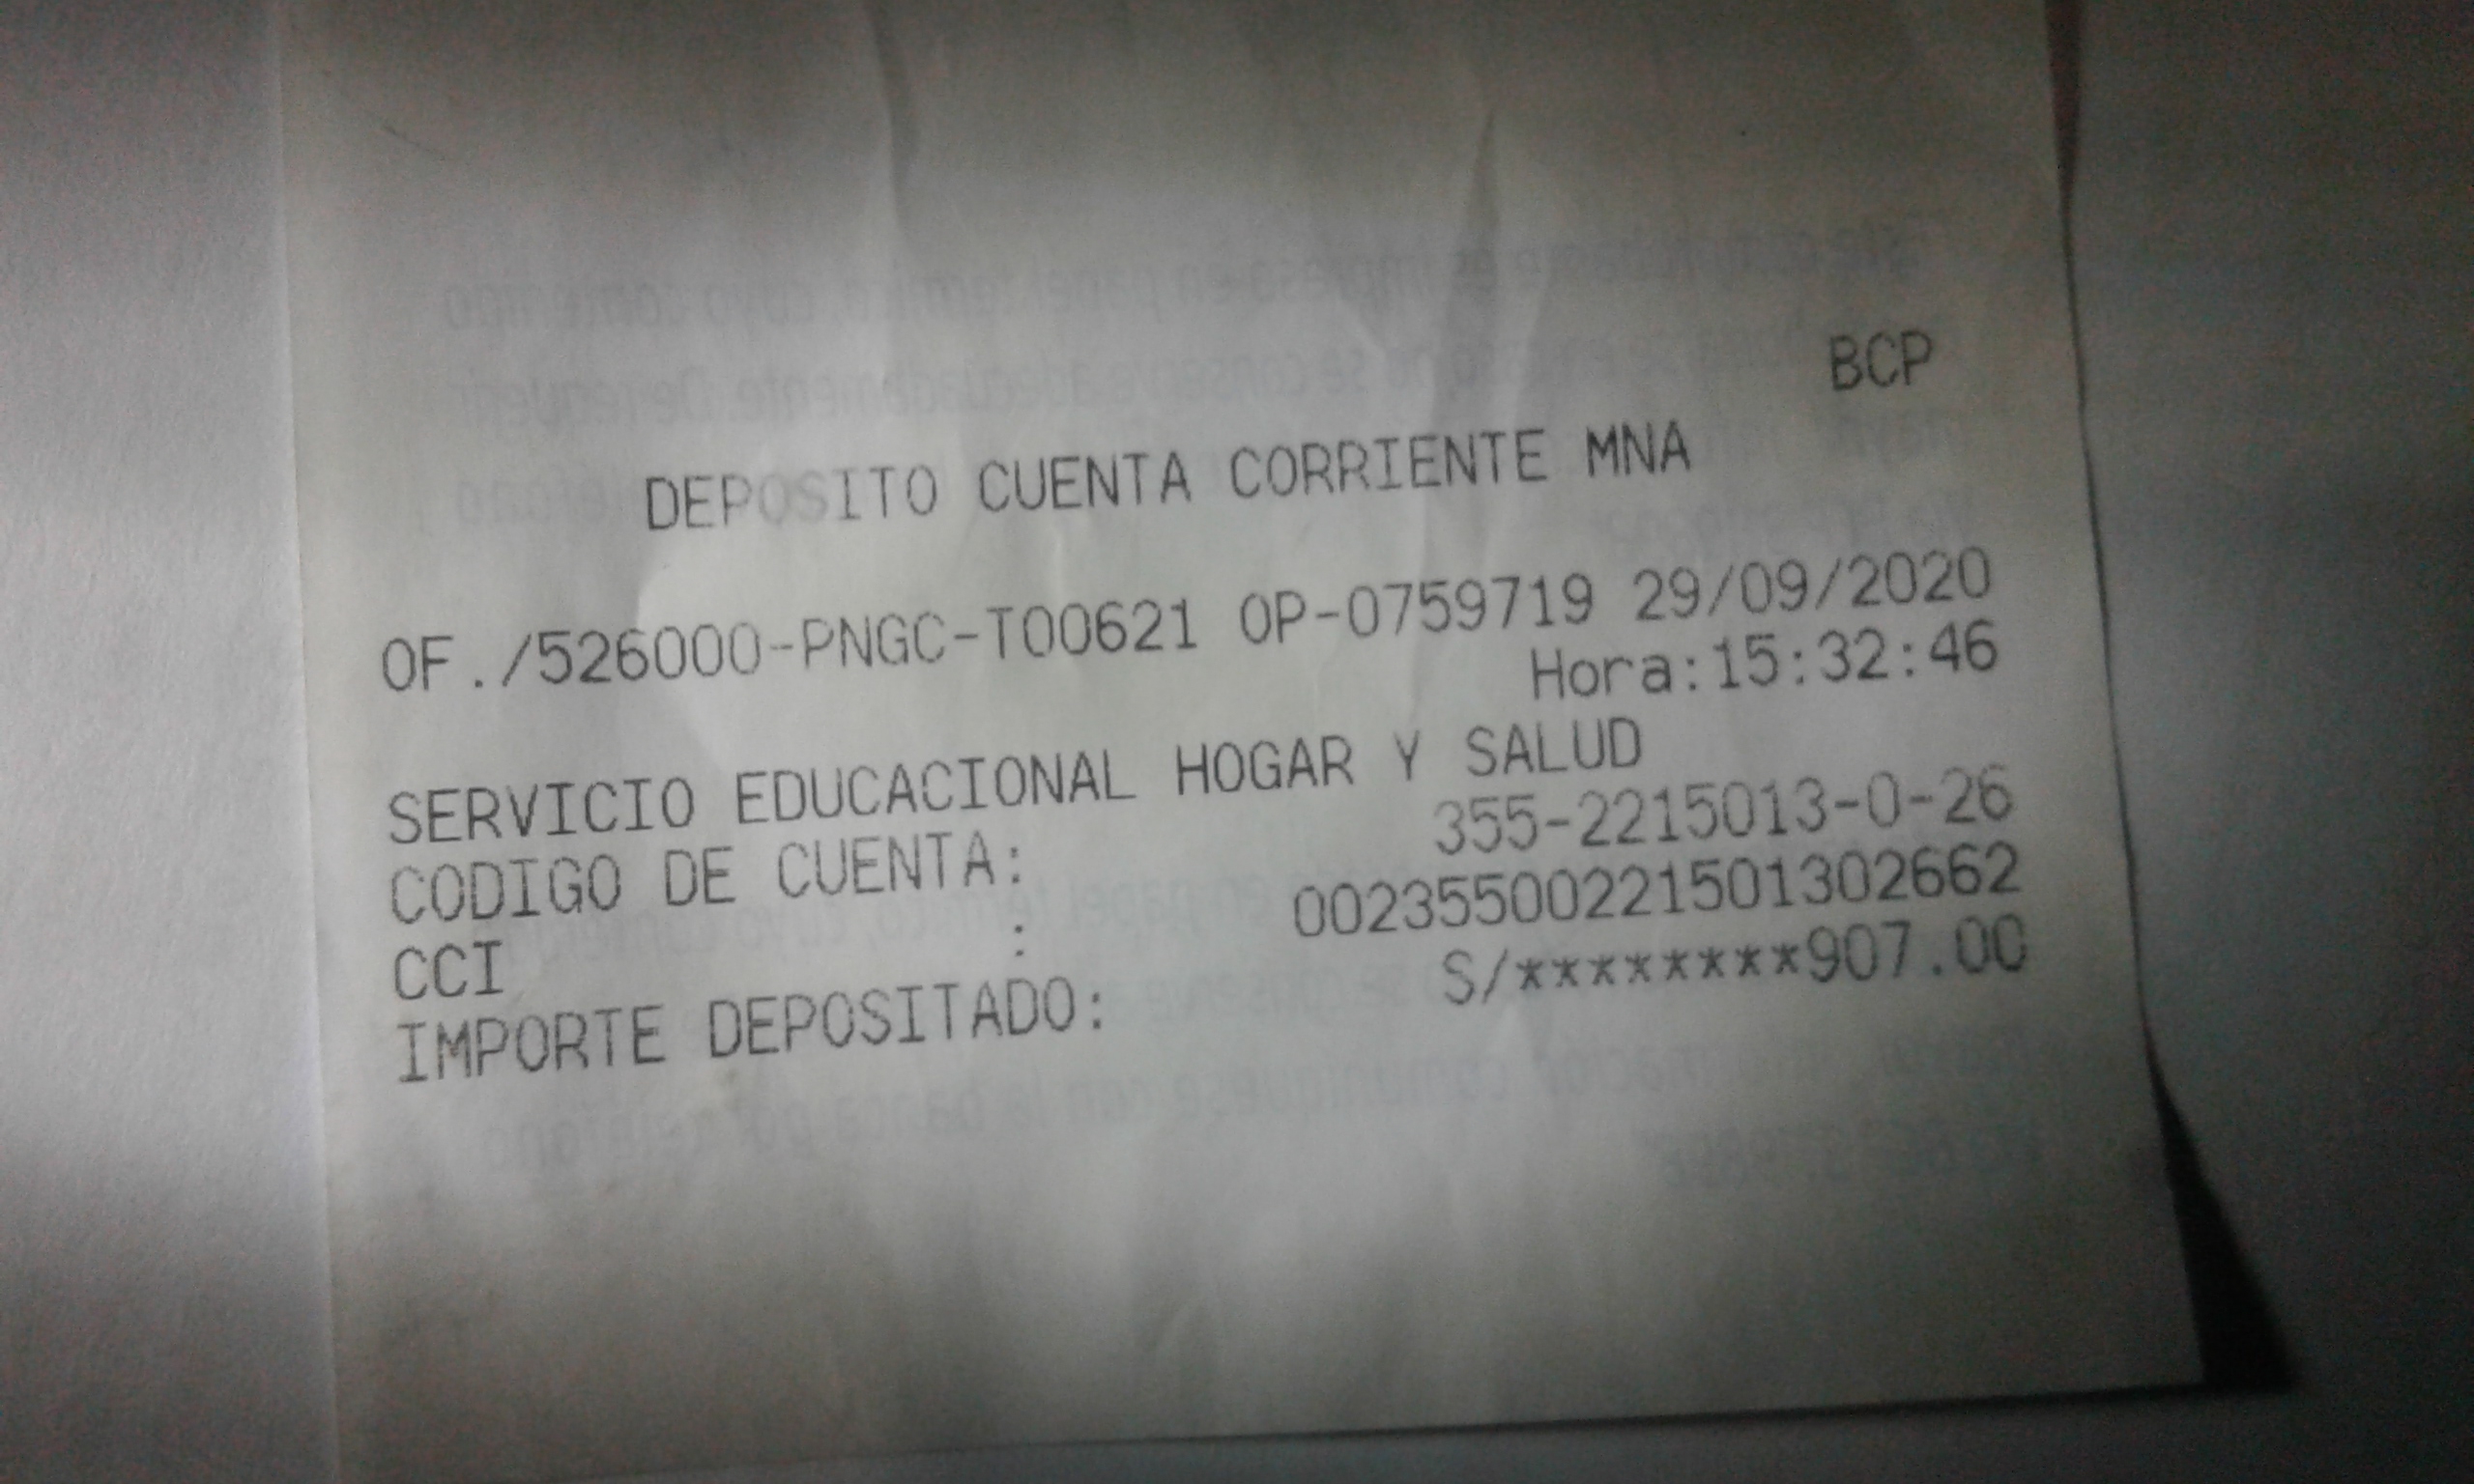 BCP
DEPOSITO CUENTA CORRIENTE MNA
OF./526000-PNGC-T00621 OP-0759719 29/09/2020
Hora:15:32:46
SERVICIO EDUCACIONAL HOGAR Y SALUD
CODIGO DE CUENTA: 355-2215013-0-26
CCI : 00235500221501302662
IMPORTE DEPOSITADO: S/********907.00